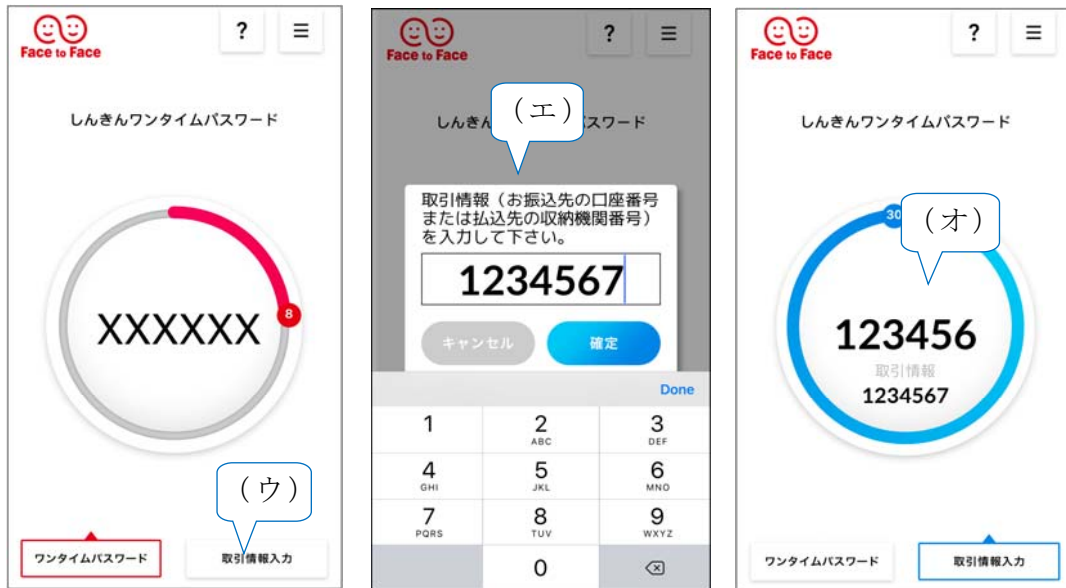 Face to Face
?
≡
しんきんワンタイムパスワード
8
XXXXXX
(ウ)
ワンタイムパスワード
取引情報入力
Face to Face
?
≡
(エ)
しんきん スワード
取引情報(お振込先の口座番号
または払込先の収納機関番号)
を入力して下さい。
1234567
キャンセル
確定
Done
1
2
ABC
3
DEF
4
GHI
5
JKL
6
MNO
7
PQRS
8
TUV
9
WXYZ
0
Face to Face
?
≡
しんきんワンタイムパスワード
30
(オ)
123456
取引情報
1234567
ワンタイムパスワード
取引情報入力